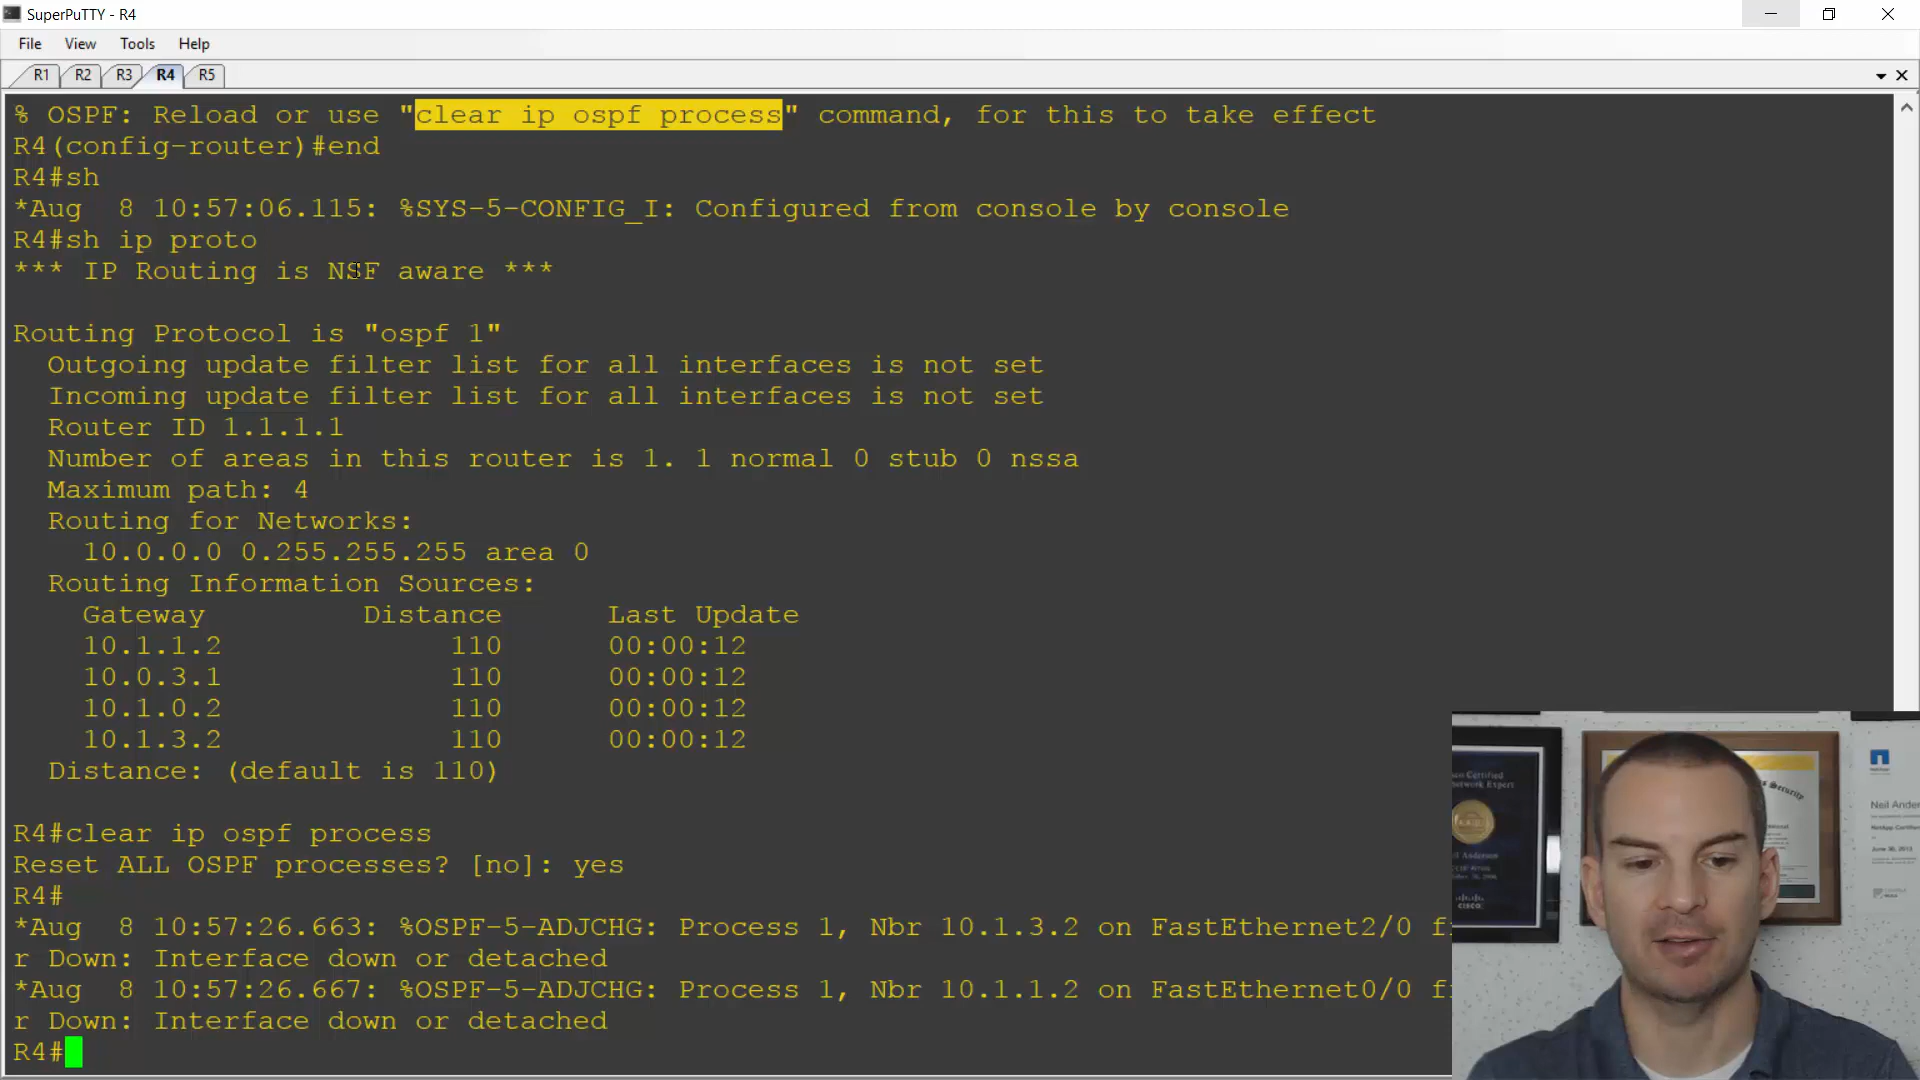 SuperPuTTY - R4
File View Tools Help
R1 R2 R3 R4 R5
% OSPF: Reload or use "clear ip ospf process" command, for this to take effect
R4(config-router)#end
R4#sh
*Aug  8 10:57:06.115: %SYS-5-CONFIG_I: Configured from console by console
R4#sh ip proto
*** IP Routing is NSF aware ***
Routing Protocol is "ospf 1"
Outgoing update filter list for all interfaces is not set
Incoming update filter list for all interfaces is not set
Router ID 1.1.1.1
Number of areas in this router is 1. 1 normal 0 stub 0 nssa
Maximum path: 4
Routing for Networks:
10.0.0.0 0.255.255.255 area 0
Routing Information Sources:
Gateway Distance Last Update
10.1.1.2 110 00:00:12
10.0.3.1 110 00:00:12
10.1.0.2 110 00:00:12
10.1.3.2 110 00:00:12
Distance: (default is 110)
R4#clear ip ospf process
Reset ALL OSPF processes? [no]: yes
R4#
*Aug  8 10:57:26.663: %OSPF-5-ADJCHG: Process 1, Nbr 10.1.3.2 on FastEthernet2/0
r Down: Interface down or detached
*Aug  8 10:57:26.667: %OSPF-5-ADJCHG: Process 1, Nbr 10.1.1.2 on FastEthernet0/0
r Down: Interface down or detached
R4#
Certified
Expert
Security
Neil
cisco